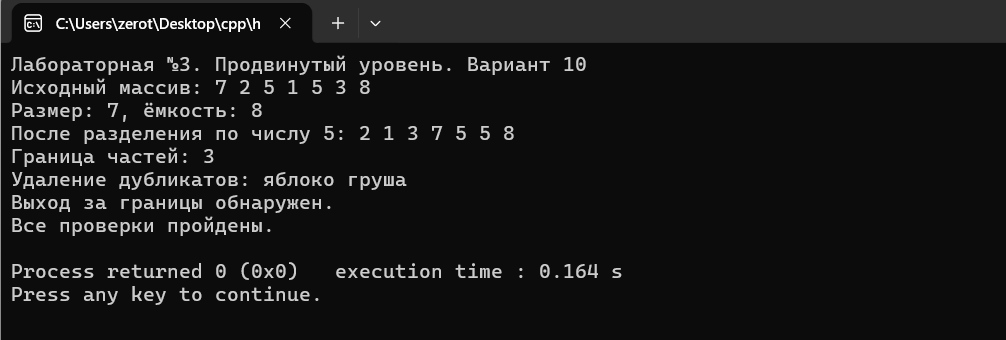 C:\Users\zerot\Desktop\cpp\h
Лабораторная №3. Продвинутый уровень. Вариант 10
Исходный массив: 7 2 5 1 5 3 8
Размер: 7, ёмкость: 8
После разделения по числу 5: 2 1 3 7 5 5 8
Граница частей: 3
Удаление дубликатов: яблоко груша
Выход за границы обнаружен.
Все проверки пройдены.
Process returned 0 (0x0)   execution time : 0.164 s
Press any key to continue.